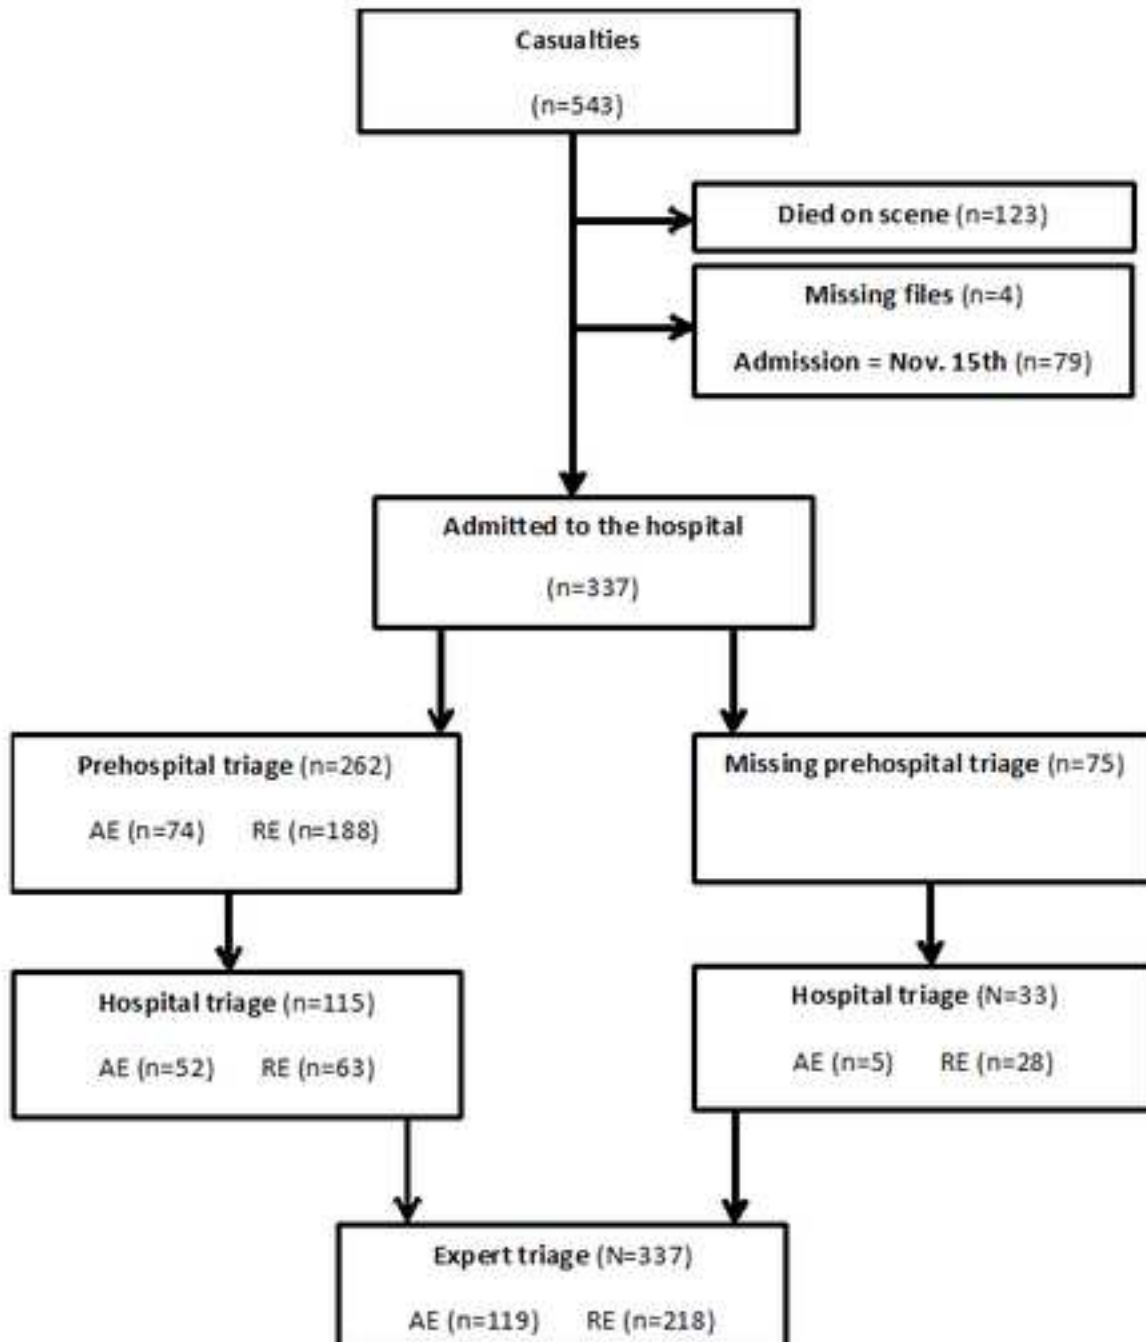 Casualties
(n=543)
Died on scene (n=123)
Missing files (n=4)
Admission = Nov. 15th (n=79)
Admitted to the hospital
(n=337)
Prehospital triage (n=262)
AE (n=74) RE (n=188)
Missing prehospital triage (n=75)
Hospital triage (n=115)
AE (n=52) RE (n=63)
Hospital triage (N=33)
AE (n=5) RE (n=28)
Expert triage (N=337)
AE (n=119) RE (n=218)